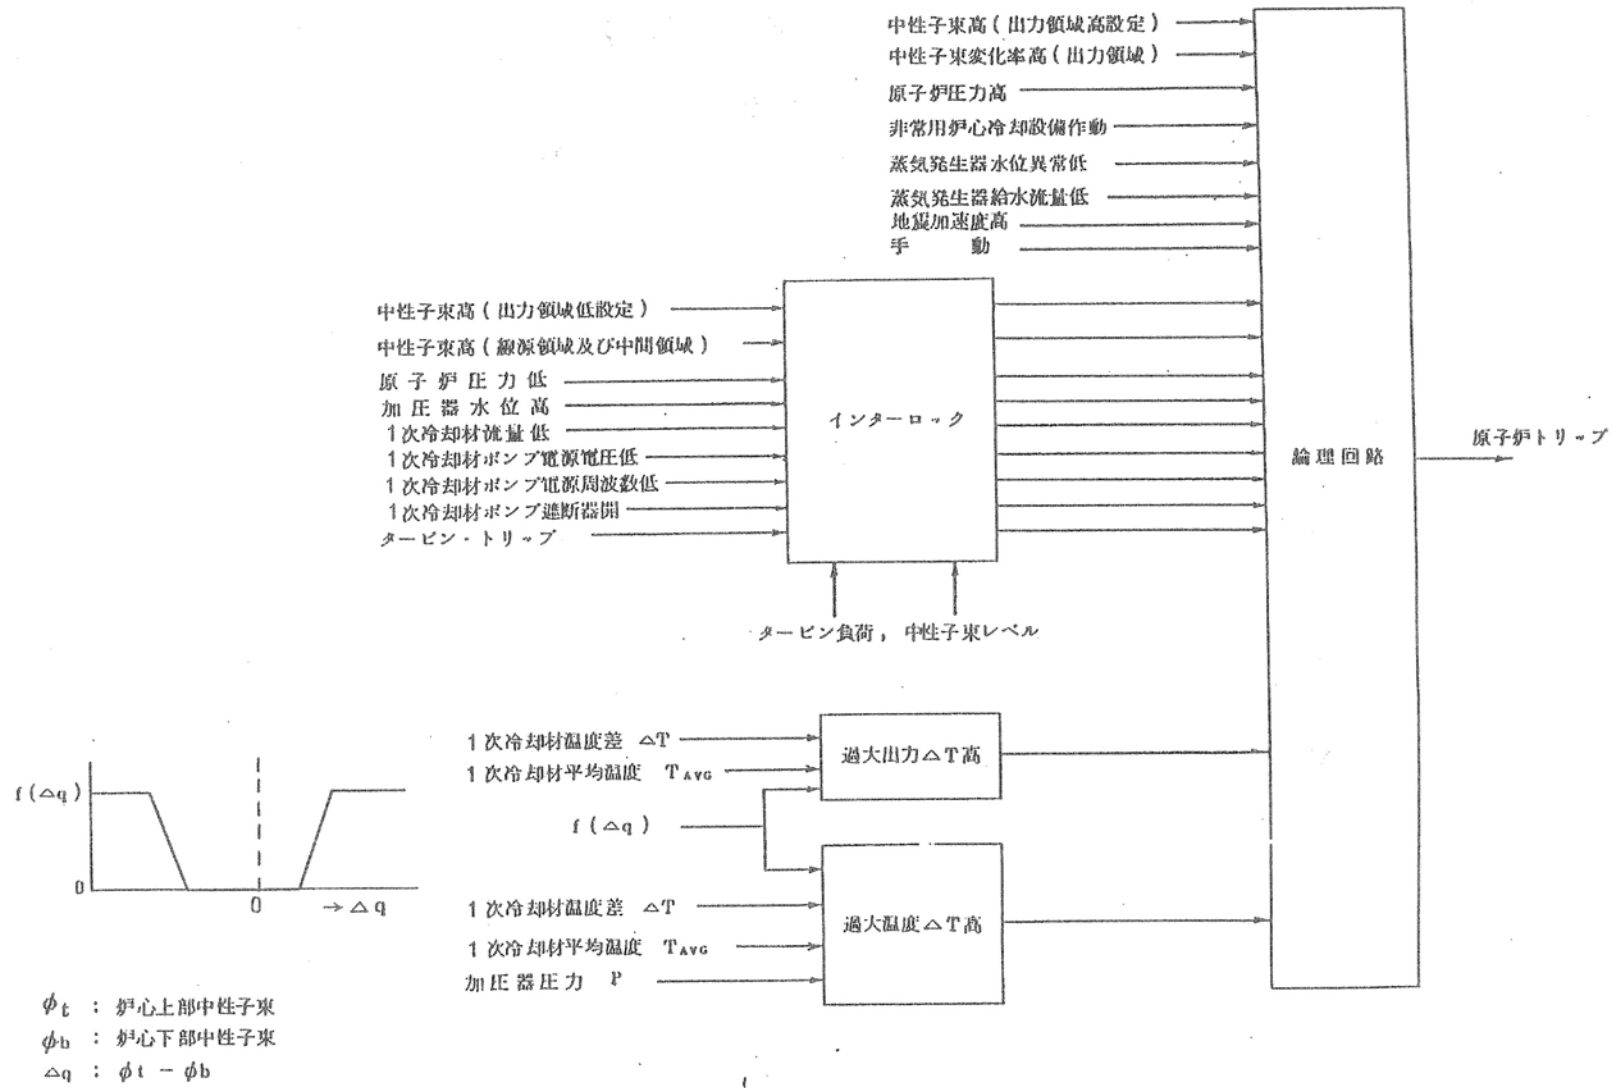 中性子束高(出力領域高設定)
中性子束変化率高(出力領域)
原子炉圧力高
非常用炉心冷却設備作動
蒸気発生器水位異常低
蒸気発生器給水流量低
地震加速度高
手 動
中性子束高(出力領域低設定)
中性子束高(線源領域及び中間領域)
原子炉圧力低
加圧器水位高
1次冷却材流量低
1次冷却材ポンプ電源電圧低
1次冷却材ポンプ電源周波数低
1次冷却材ポンプ遮断器開
タービン・トリップ
インターロック
タービン負荷,中性子束レベル
論理回路
原子炉トリップ
1次冷却材温度差 △T
1次冷却材平均温度 TAVG
f(△q)
過大出力△T高
1次冷却材温度差 △T
1次冷却材平均温度 TAVG
加圧器圧力 P
過大温度△T高
f(△q)
0
0
→△q
φt : 炉心上部中性子束
φb : 炉心下部中性子束
△q : φt − φb